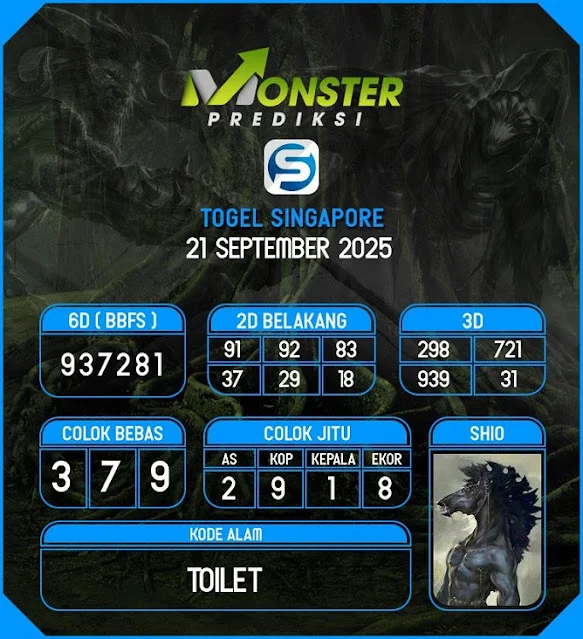 MONSTER
PREDIKSI
S
TOGEL SINGAPORE
21 SEPTEMBER 2025
6D ( BBFS )
937281
2D BELAKANG
91 92 83
37 29 18
3D
298 721
939 31
COLOK BEBAS
3 7 9
COLOK JITU
AS KOP KEPALA EKOR
2 9 1 8
SHIO
KODE ALAM
TOILET